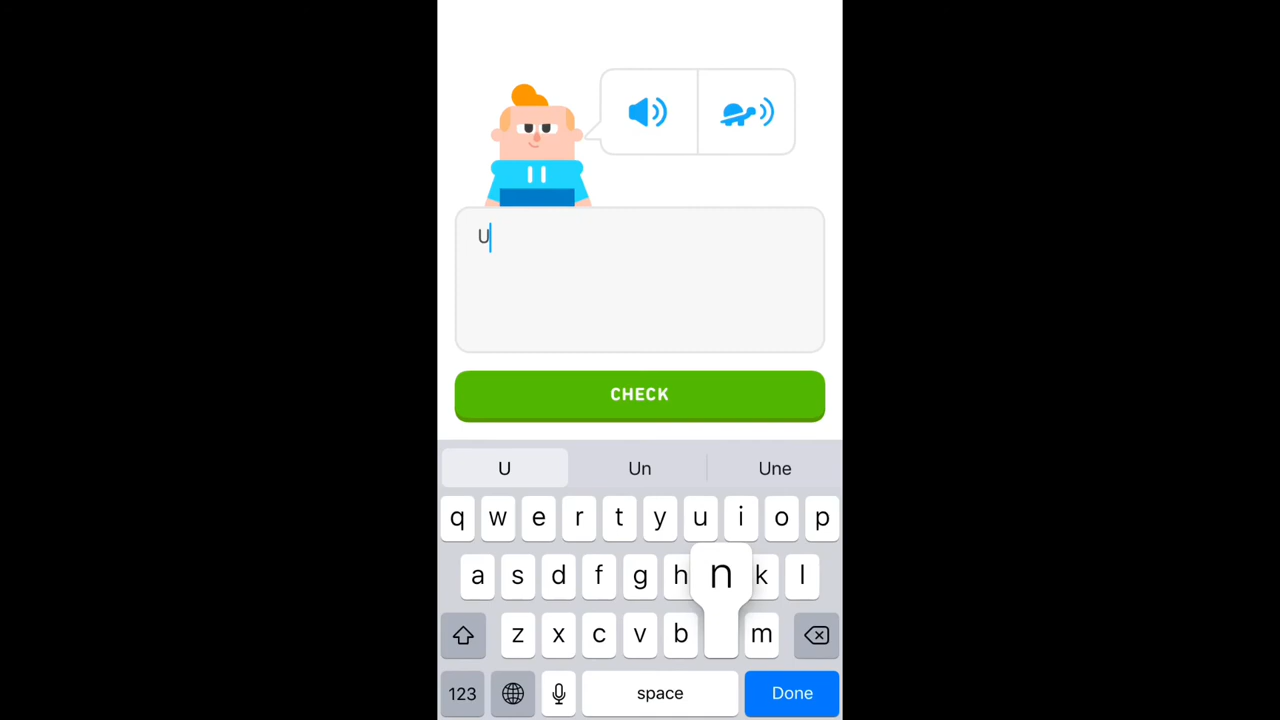 U
CHECK
U Un Une
q w e r t y u i o p
a s d f g h n k l
z x c v b m
123 space Done